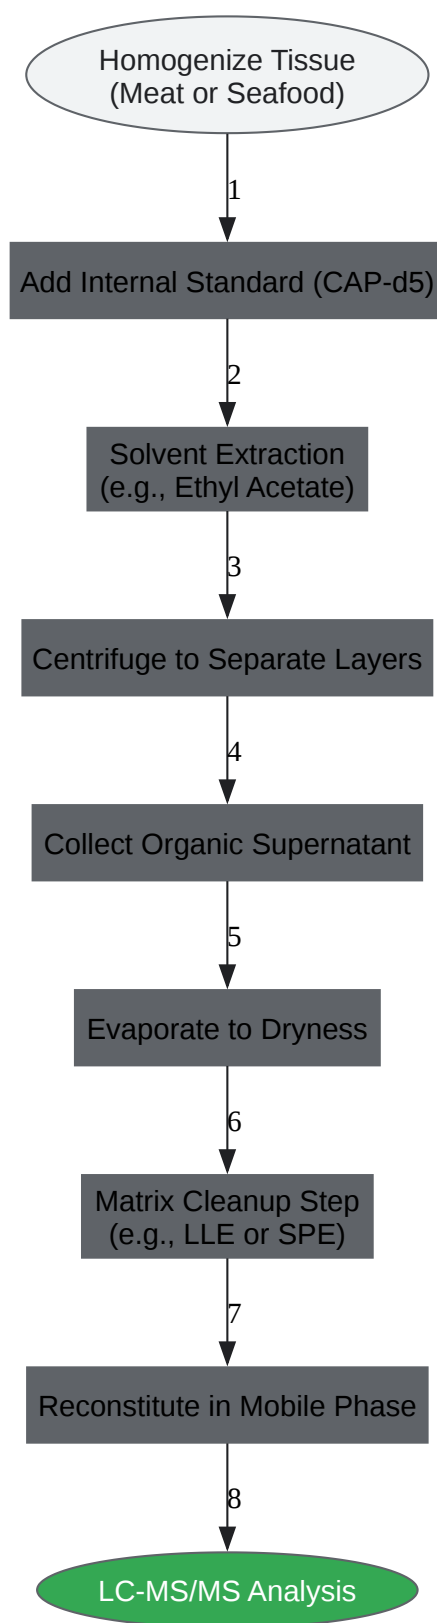 Homogenize Tissue
(Meat or Seafood)
1
Add Internal Standard (CAP-d5)
2
Solvent Extraction
(e.g., Ethyl Acetate)
3
Centrifuge to Separate Layers
4
Collect Organic Supernatant
5
Evaporate to Dryness
6
Matrix Cleanup Step
(e.g., LLE or SPE)
7
Reconstitute in Mobile Phase
8
LC-MS/MS Analysis